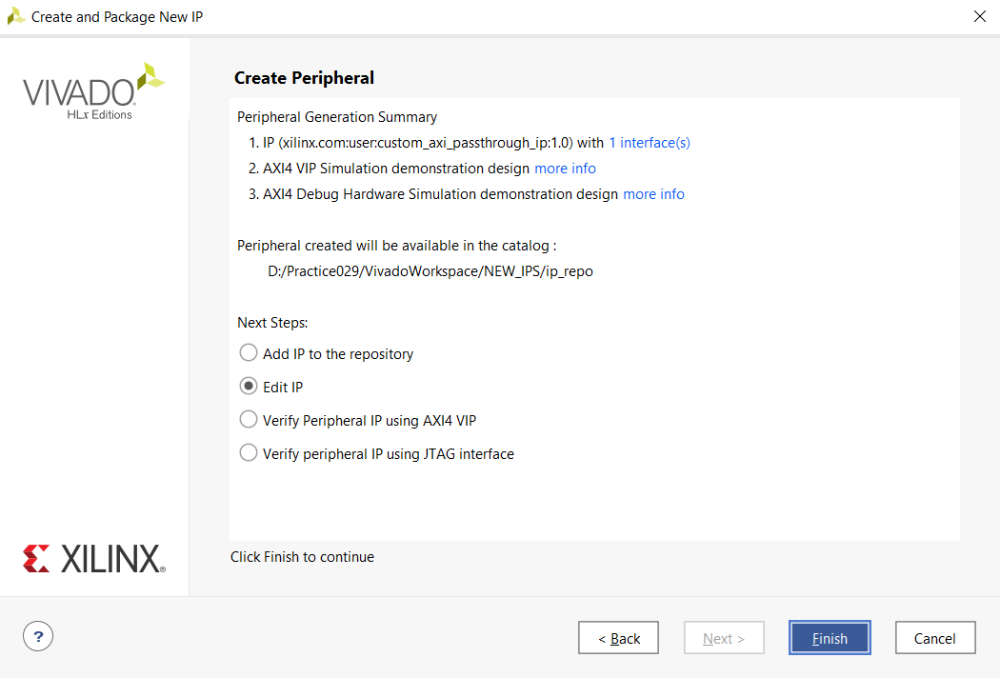 Create and Package New IP
VIVADO.
HLx Editions
Create Peripheral
Peripheral Generation Summary
1. IP (xilinx.com:user:custom_axi_passthrough_ip:1.0) with 1 interface(s)
2. AXI4 VIP Simulation demonstration design more info
3. AXI4 Debug Hardware Simulation demonstration design more info
Peripheral created will be available in the catalog :
D:/Practice029/VivadoWorkspace/NEW_IPS/ip_repo
Next Steps:
Add IP to the repository
Edit IP
Verify Peripheral IP using AXI4 VIP
Verify peripheral IP using JTAG interface
XILINX®
Click Finish to continue
?
< Back
Next >
Finish
Cancel